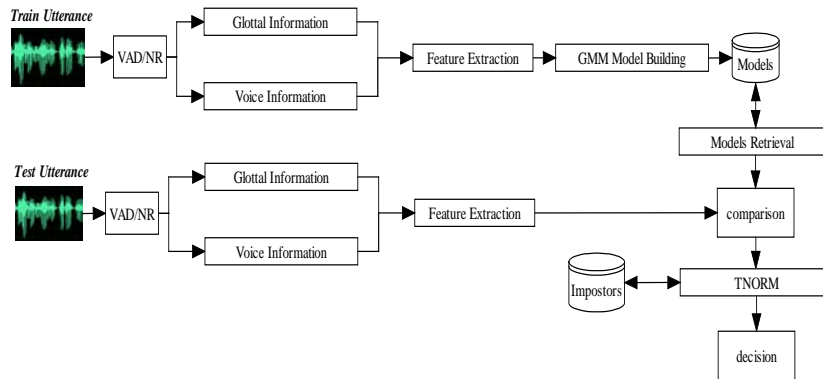 Train Utterance
Glottal Information
VAD/NR
Feature Extraction
GMM Model Building
Models
Voice Information
Models Retrieval
Test Utterance
Glottal Information
VAD/NR
Feature Extraction
comparison
Voice Information
Impostors
TNORM
decision